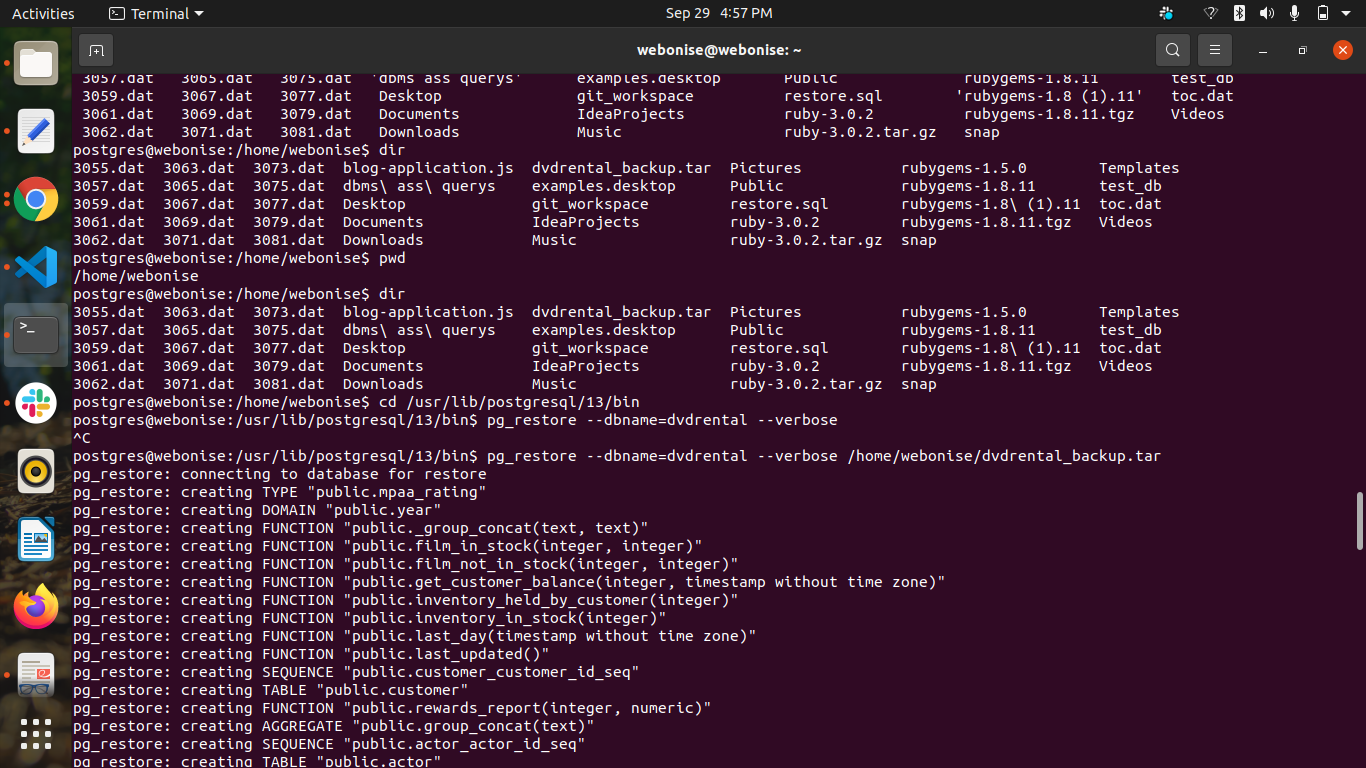 Activities Terminal Sep 29 4:57 PM
webonise@webonise: ~
3057.dat 3065.dat 3075.dat 'dbms ass querys' examples.desktop Public rubygems-1.8.11 test_db
3059.dat 3067.dat 3077.dat Desktop git_workspace restore.sql 'rubygems-1.8 (1).11' toc.dat
3061.dat 3069.dat 3079.dat Documents IdeaProjects ruby-3.0.2 rubygems-1.8.11.tgz Videos
3062.dat 3071.dat 3081.dat Downloads Music ruby-3.0.2.tar.gz snap
postgres@webonise:/home/webonise$ dir
3055.dat 3063.dat 3073.dat blog-application.js dvdrental_backup.tar Pictures rubygems-1.5.0 Templates
3057.dat 3065.dat 3075.dat dbms\ ass\ querys examples.desktop Public rubygems-1.8.11 test_db
3059.dat 3067.dat 3077.dat Desktop git_workspace restore.sql rubygems-1.8\ (1).11 toc.dat
3061.dat 3069.dat 3079.dat Documents IdeaProjects ruby-3.0.2 rubygems-1.8.11.tgz Videos
3062.dat 3071.dat 3081.dat Downloads Music ruby-3.0.2.tar.gz snap
postgres@webonise:/home/webonise$ pwd
/home/webonise
postgres@webonise:/home/webonise$ dir
3055.dat 3063.dat 3073.dat blog-application.js dvdrental_backup.tar Pictures rubygems-1.5.0 Templates
3057.dat 3065.dat 3075.dat dbms\ ass\ querys examples.desktop Public rubygems-1.8.11 test_db
3059.dat 3067.dat 3077.dat Desktop git_workspace restore.sql rubygems-1.8\ (1).11 toc.dat
3061.dat 3069.dat 3079.dat Documents IdeaProjects ruby-3.0.2 rubygems-1.8.11.tgz Videos
3062.dat 3071.dat 3081.dat Downloads Music ruby-3.0.2.tar.gz snap
postgres@webonise:/home/webonise$ cd /usr/lib/postgresql/13/bin
postgres@webonise:/usr/lib/postgresql/13/bin$ pg_restore --dbname=dvdrental --verbose
^C
postgres@webonise:/usr/lib/postgresql/13/bin$ pg_restore --dbname=dvdrental --verbose /home/webonise/dvdrental_backup.tar
pg_restore: connecting to database for restore
pg_restore: creating TYPE "public.mpaa_rating"
pg_restore: creating DOMAIN "public.year"
pg_restore: creating FUNCTION "public._group_concat(text, text)"
pg_restore: creating FUNCTION "public.film_in_stock(integer, integer)"
pg_restore: creating FUNCTION "public.film_not_in_stock(integer, integer)"
pg_restore: creating FUNCTION "public.get_customer_balance(integer, timestamp without time zone)"
pg_restore: creating FUNCTION "public.inventory_held_by_customer(integer)"
pg_restore: creating FUNCTION "public.inventory_in_stock(integer)"
pg_restore: creating FUNCTION "public.last_day(timestamp without time zone)"
pg_restore: creating FUNCTION "public.last_updated()"
pg_restore: creating SEQUENCE "public.customer_customer_id_seq"
pg_restore: creating TABLE "public.customer"
pg_restore: creating FUNCTION "public.rewards_report(integer, numeric)"
pg_restore: creating AGGREGATE "public.group_concat(text)"
pg_restore: creating SEQUENCE "public.actor_actor_id_seq"
pg_restore: creating TABLE "public.actor"